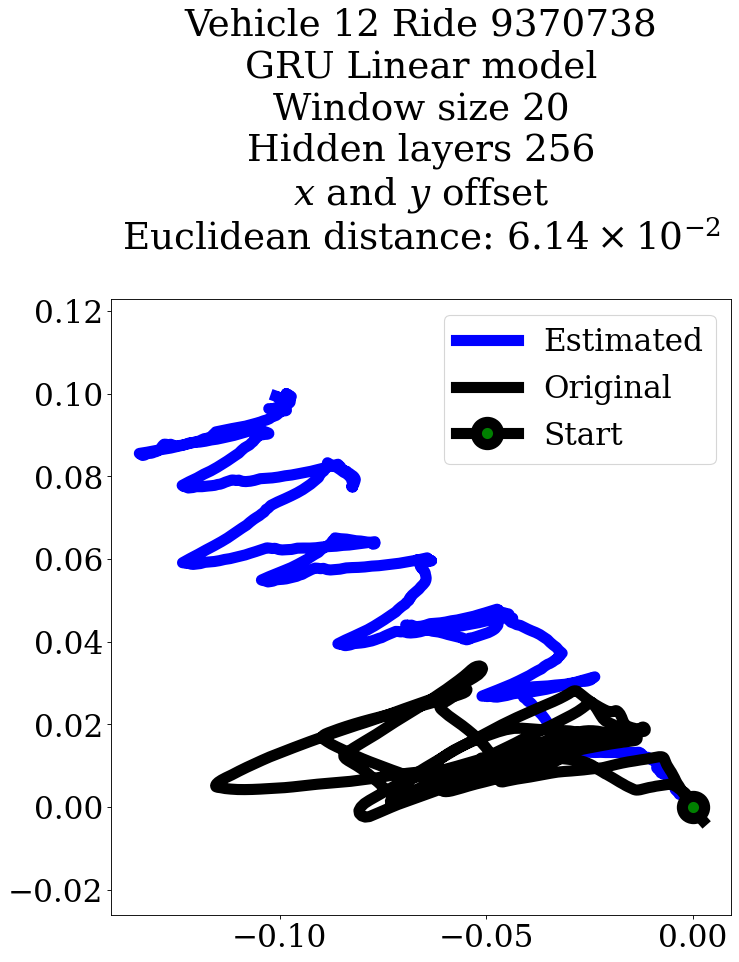 Vehicle 12 Ride 9370738
GRU Linear model
Window size 20
Hidden layers 256
x and y offset
Euclidean distance: 6.14 × 10⁻²
0.12
0.10
0.08
0.06
0.04
0.02
0.00
−0.02
Estimated
Original
Start
−0.10 −0.05 0.00